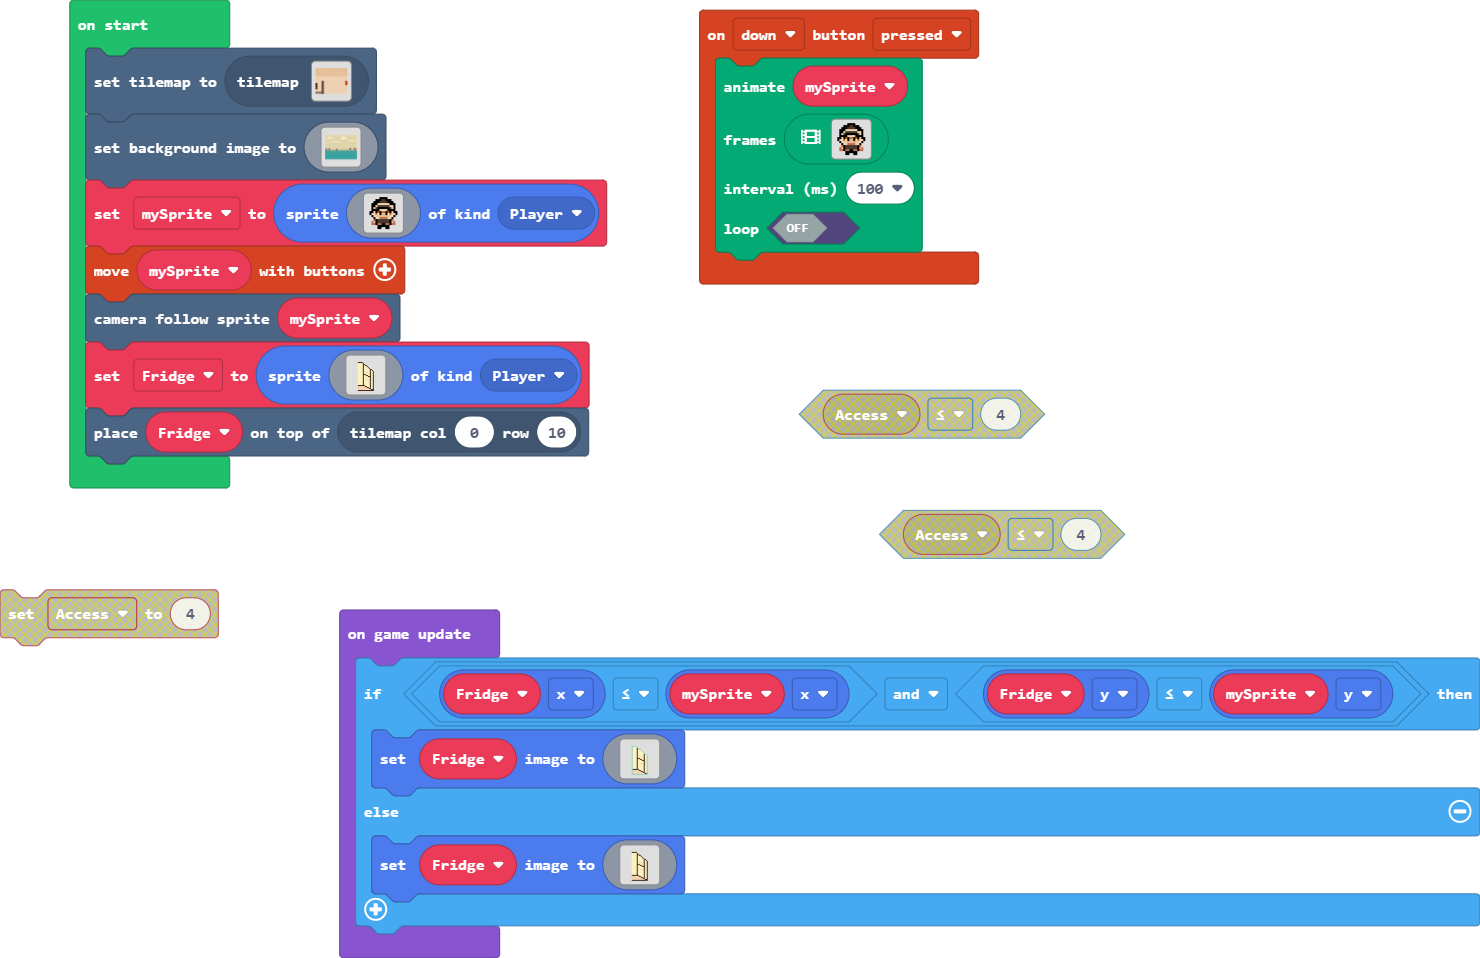 on start
set tilemap to tilemap
set background image to
set mySprite to sprite of kind Player
move mySprite with buttons
camera follow sprite mySprite
set Fridge to sprite of kind Player
place Fridge on top of tilemap col 0 row 10
on down button pressed
animate mySprite
frames
interval (ms) 100
loop OFF
Access ≤ 4
Access ≤ 4
set Access to 4
on game update
if Fridge x ≤ mySprite x and Fridge y ≤ mySprite y then
set Fridge image to
else
set Fridge image to